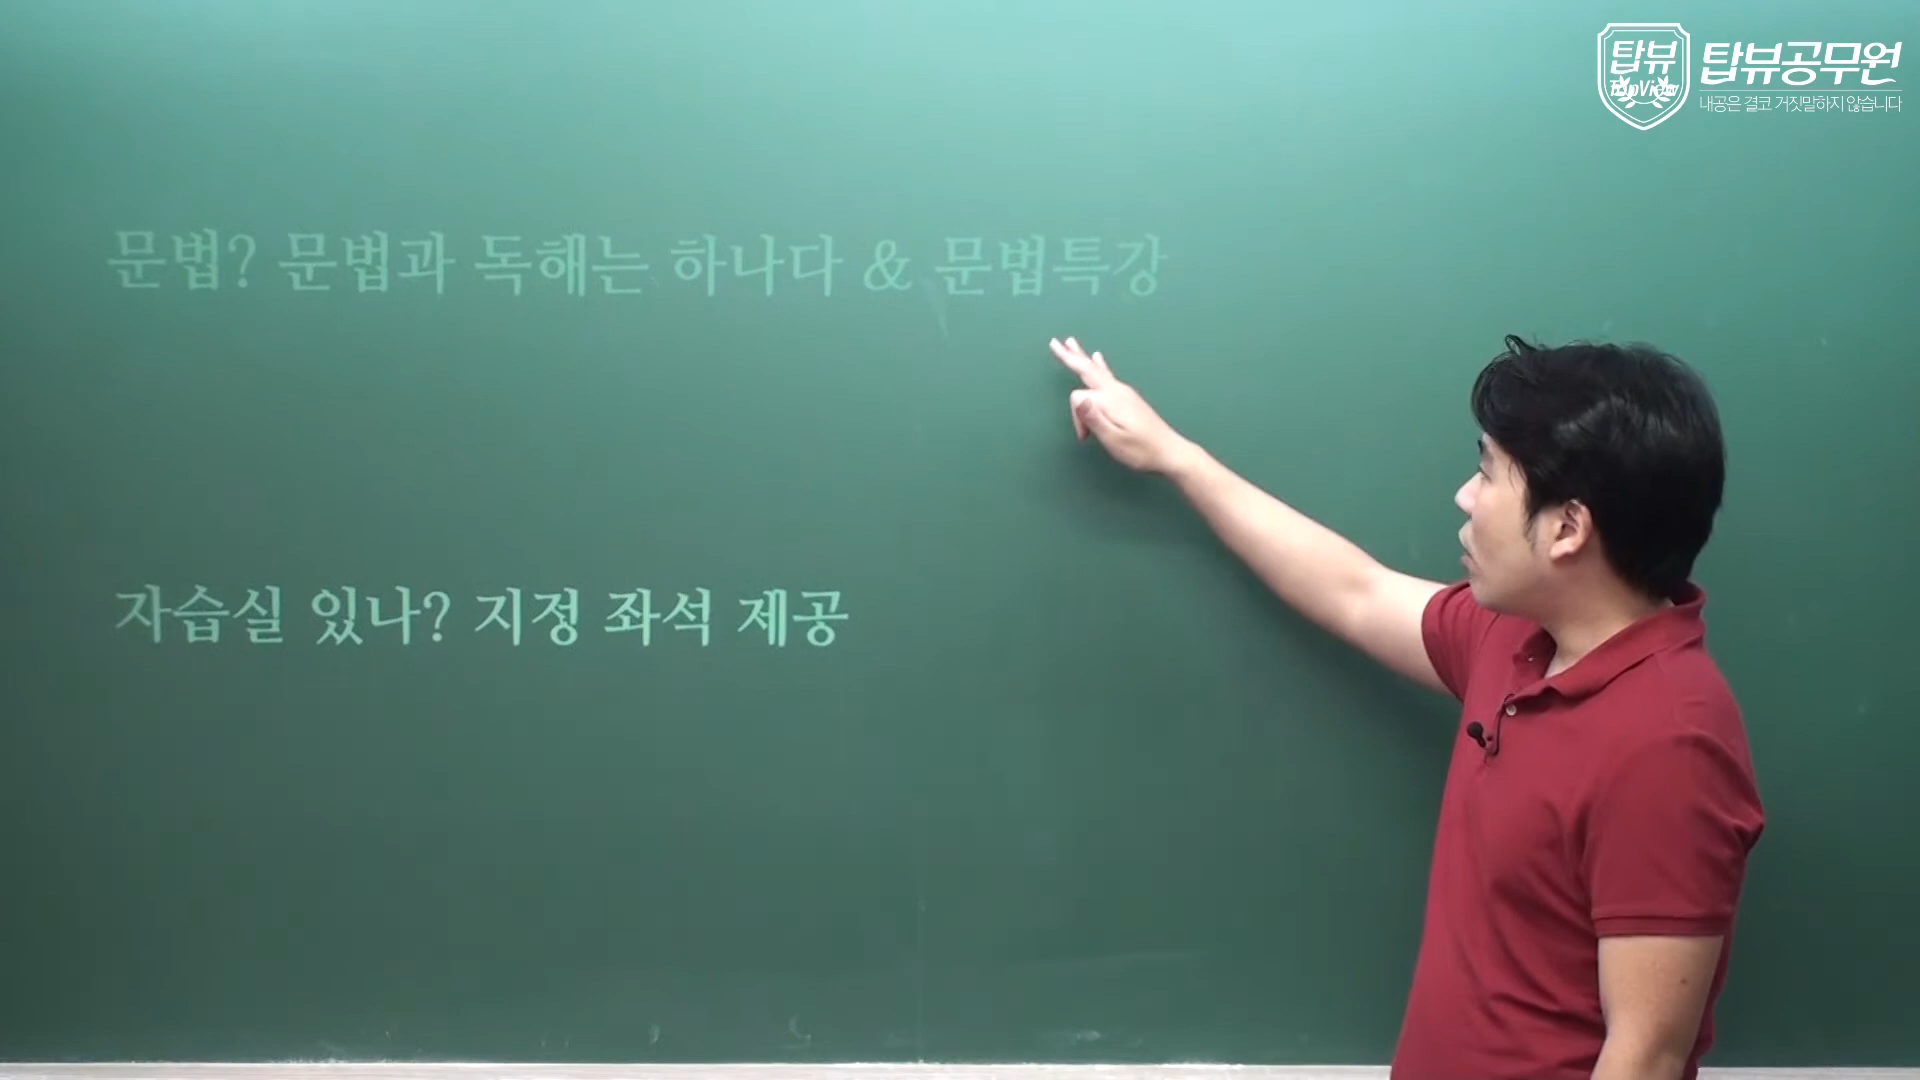 탑뷰
TopView
탑뷰공무원
내공은 결코 거짓말하지 않습니다
문법? 문법과 독해는 하나다 & 문법특강
자습실 있나? 지정 좌석 제공